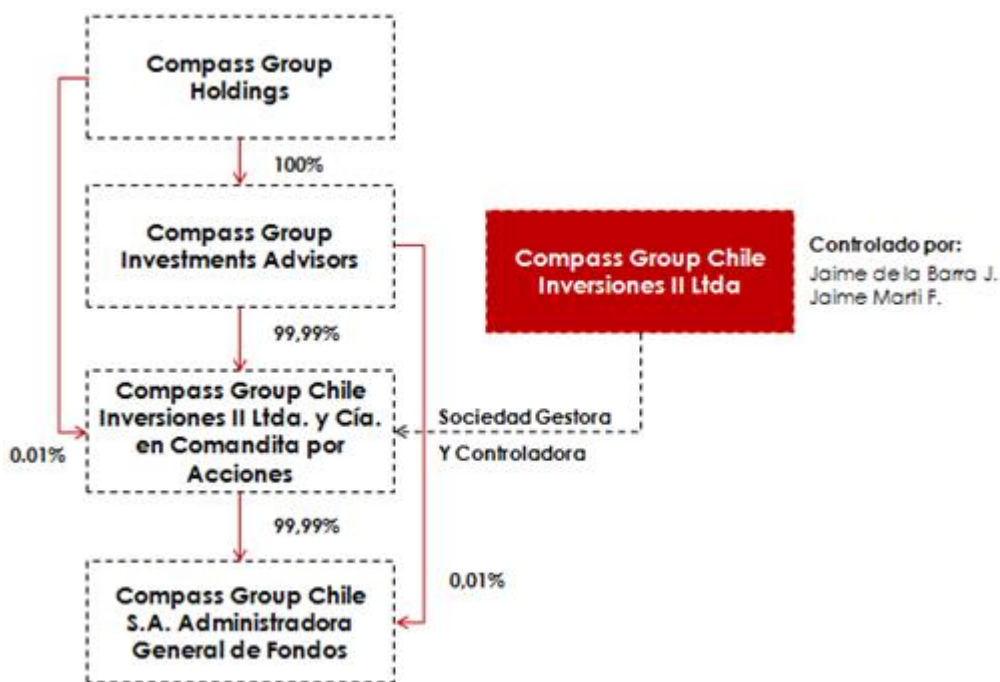 Compass Group
Holdings
100%
Compass Group
Investments Advisors
Compass Group Chile
Inversiones II Ltda
Controlado por:
Jaime de la Barra J.
Jaime Marti F.
99,99%
Compass Group Chile
Inversiones II Ltda. y Cía.
en Comandita por
Acciones
Sociedad Gestora
Y Controladora
0.01%
99,99%
0,01%
Compass Group Chile
S.A. Administradora
General de Fondos